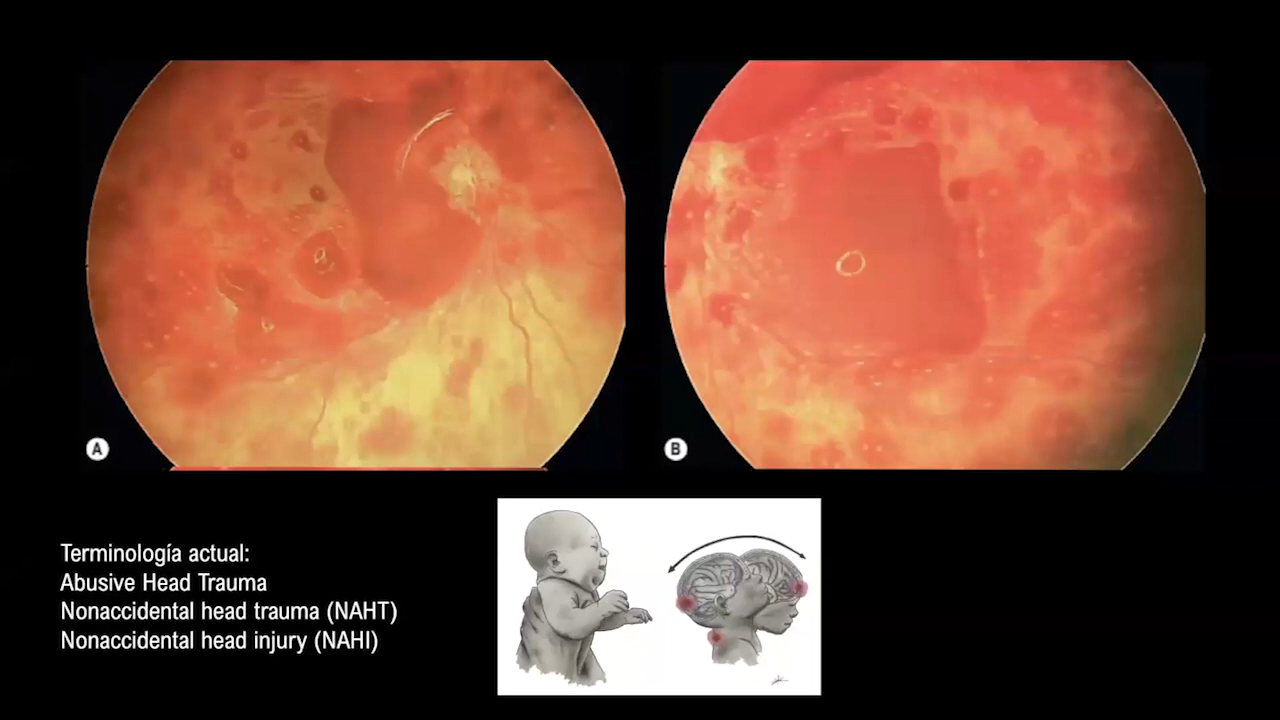 A
B
Terminología actual:
Abusive Head Trauma
Nonaccidental head trauma (NAHT)
Nonaccidental head injury (NAHI)